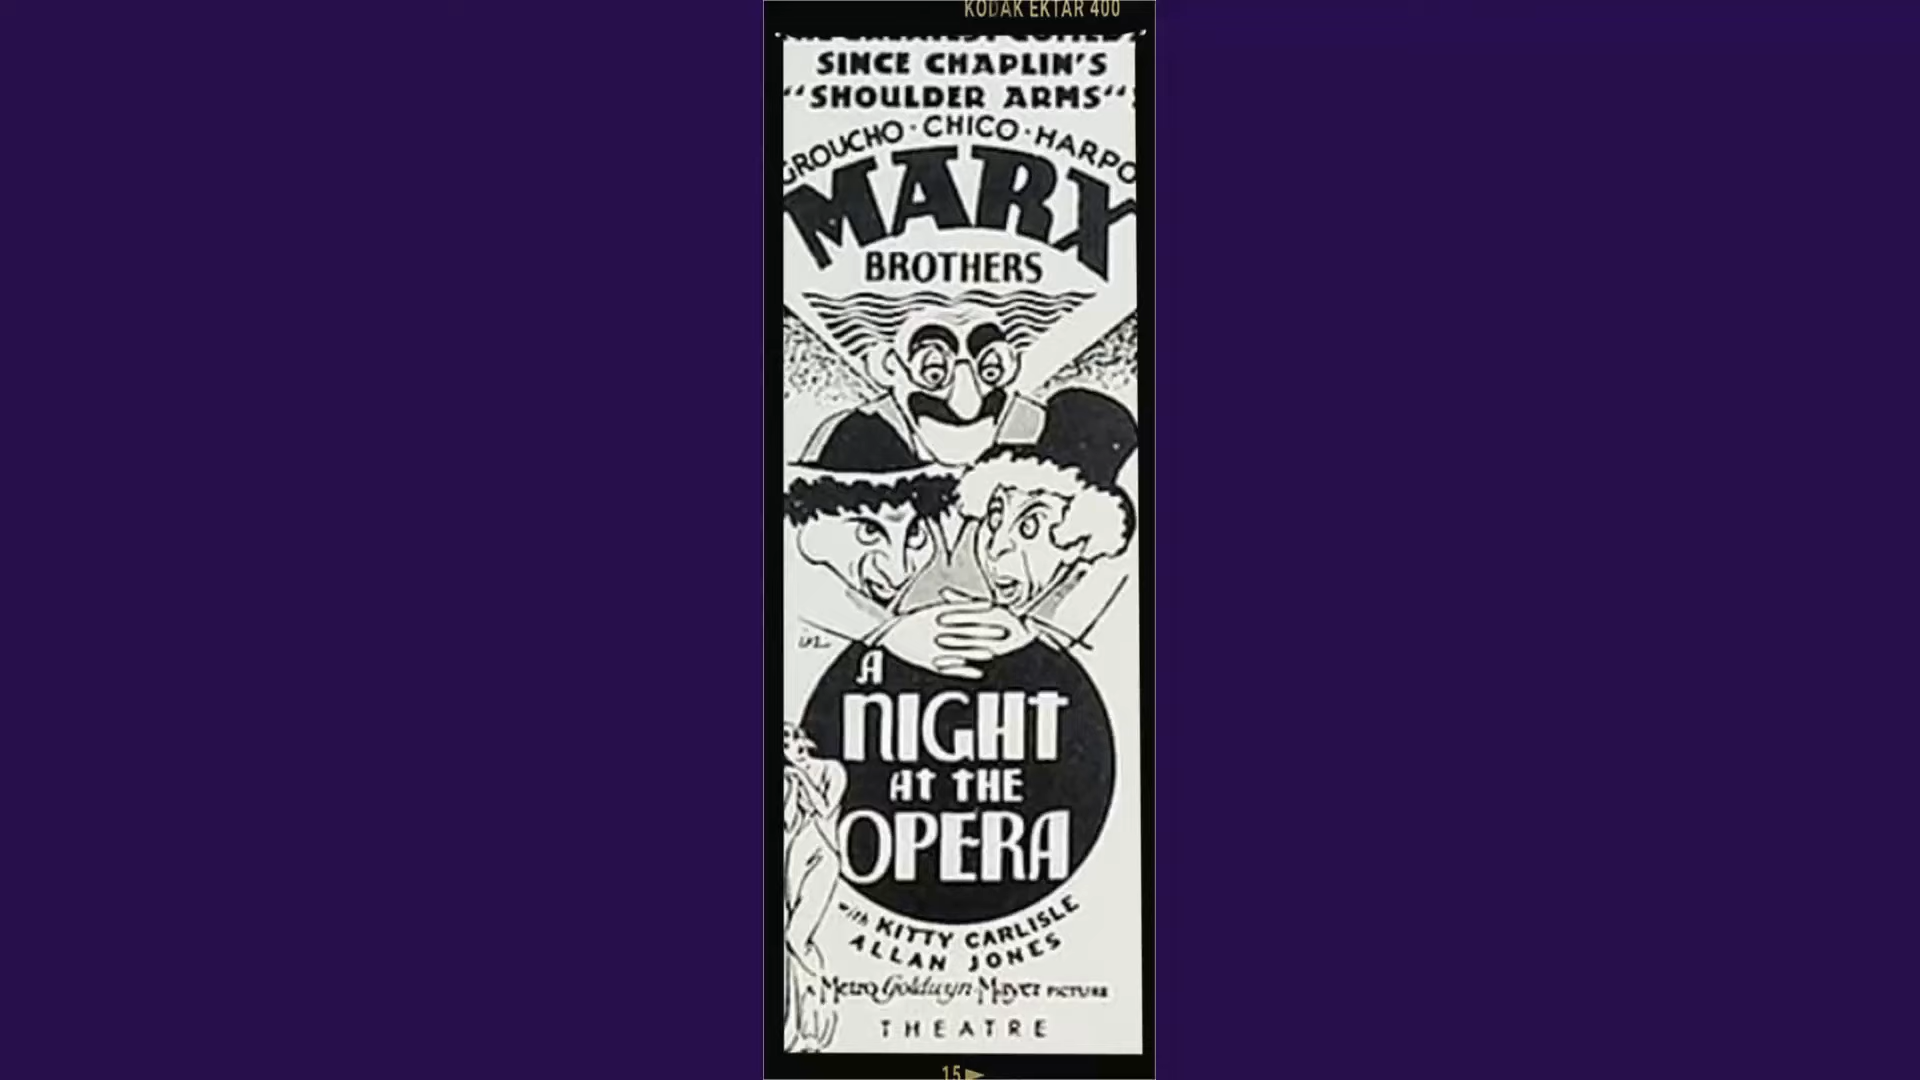 KODAK EKTAR 400
SINCE CHAPLIN'S
"SHOULDER ARMS"
GROUCHO · CHICO · HARPO
MARX
BROTHERS
A
NIGHT
AT THE
OPERA
with KITTY CARLISLE
ALLAN JONES
A Metro Goldwyn Mayer PICTURE
THEATRE
15